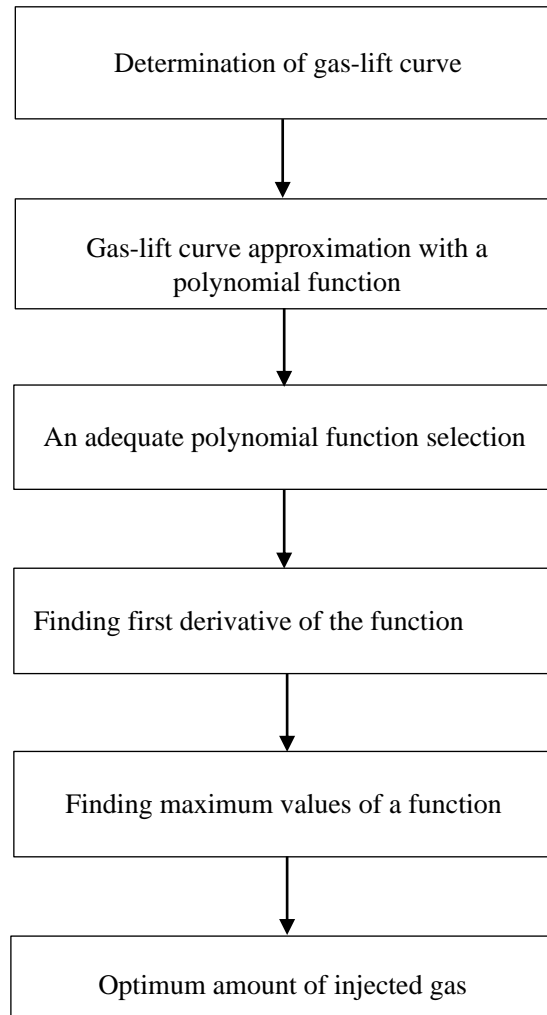 Determination of gas-lift curve
Gas-lift curve approximation with a
polynomial function
An adequate polynomial function selection
Finding first derivative of the function
Finding maximum values of a function
Optimum amount of injected gas